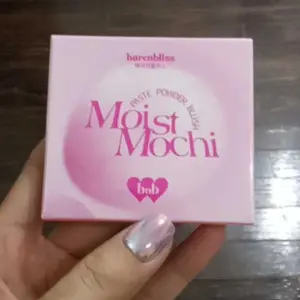 barenbliss
PASTE POWDER BLUSH
Moist
Mochi
bnb